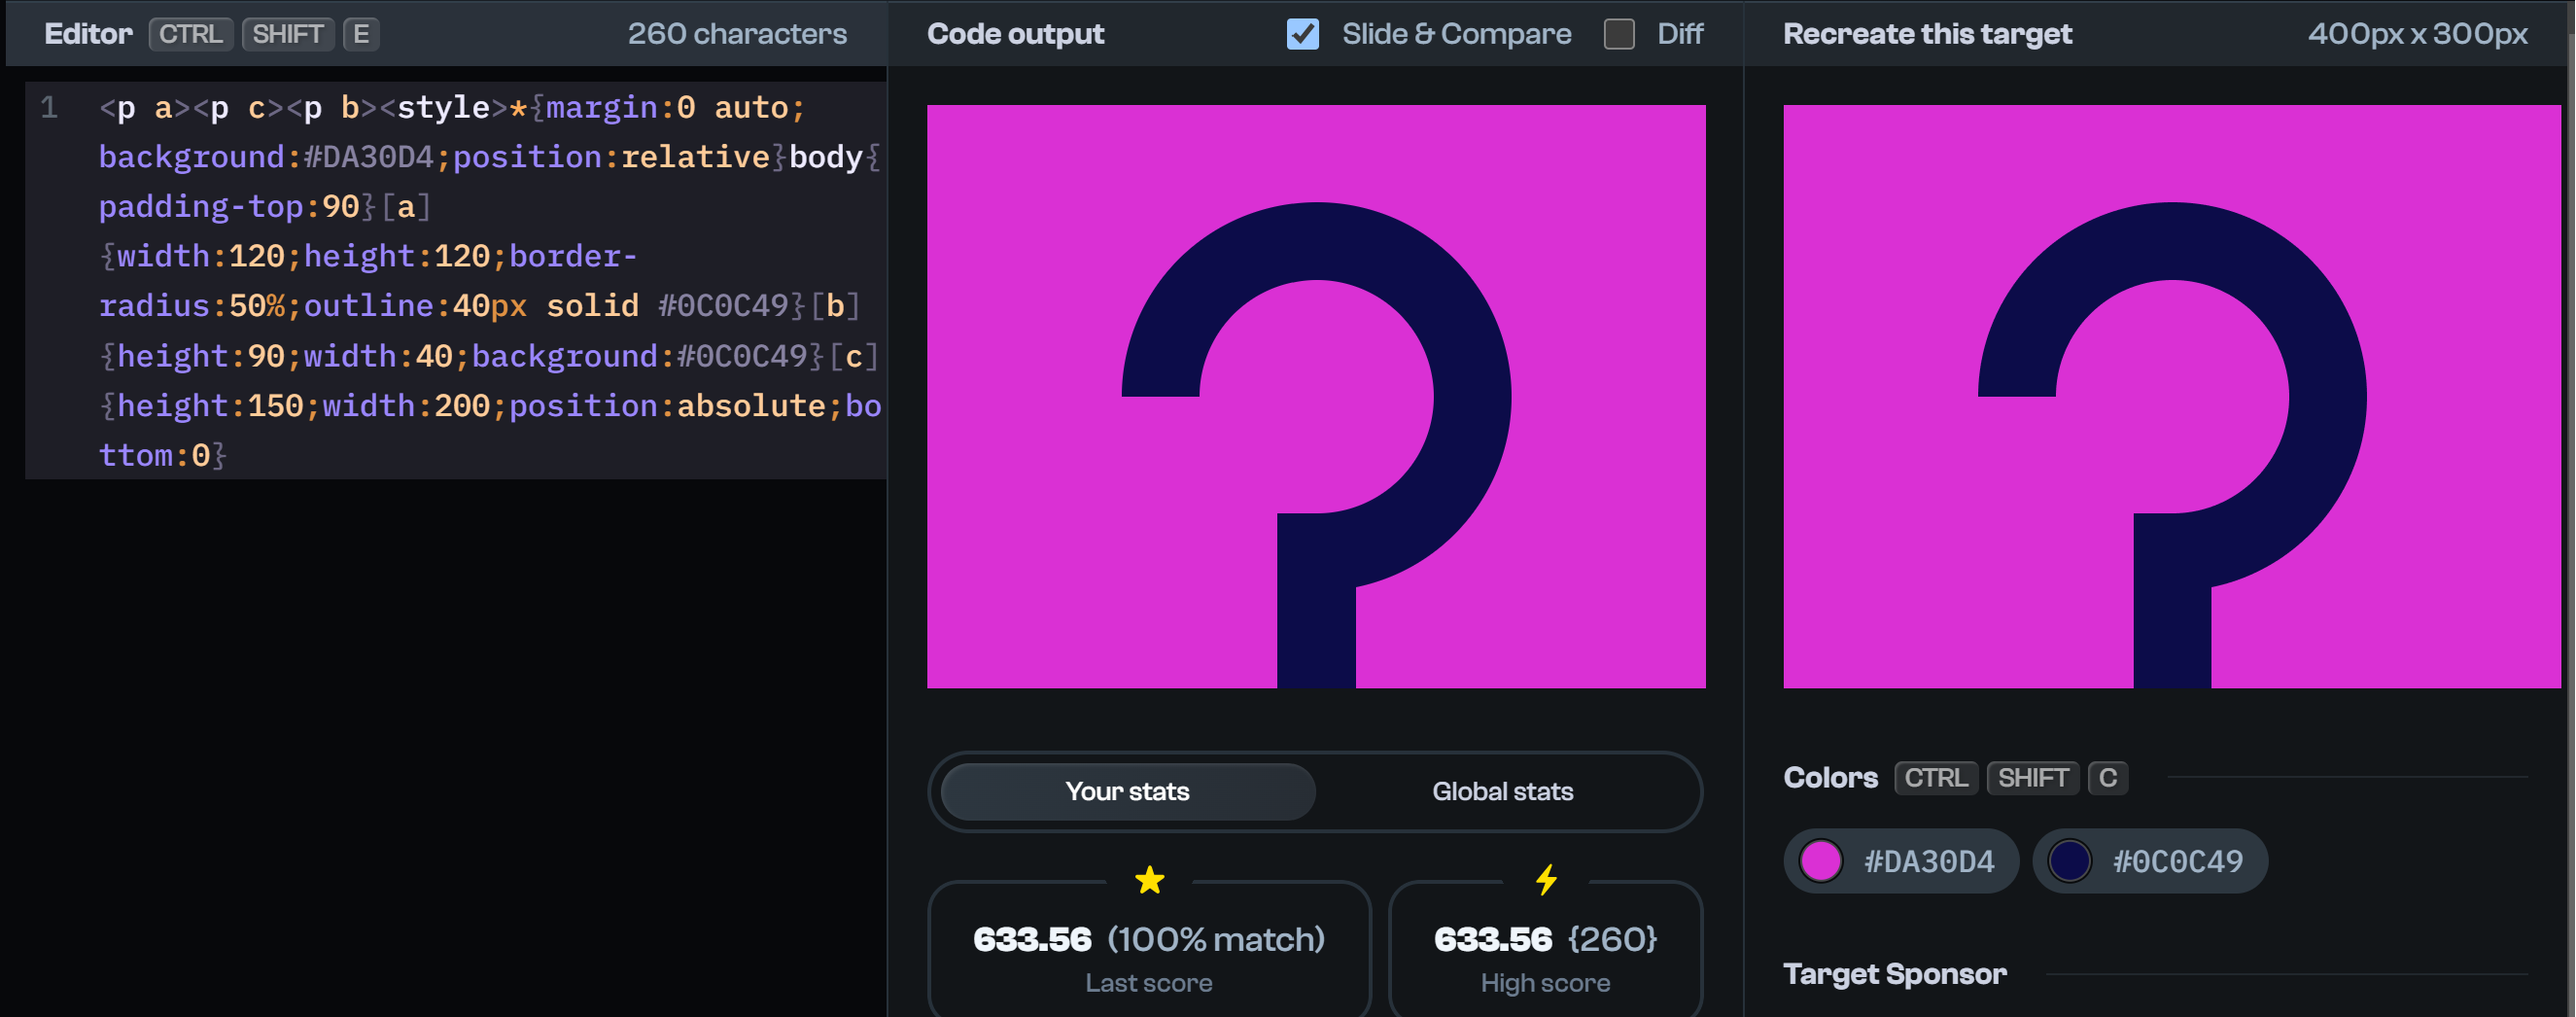 Editor CTRL SHIFT E 260 characters
1 <p a><p c><p b><style>*{margin:0 auto;
background:#DA30D4;position:relative}body{
padding-top:90}[a]
{width:120;height:120;border-
radius:50%;outline:40px solid #0C0C49}[b]
{height:90;width:40;background:#0C0C49}[c]
{height:150;width:200;position:absolute;bo
ttom:0}
Code output Slide & Compare Diff
Your stats Global stats
633.56 (100% match)
Last score
633.56 {260}
High score
Recreate this target 400px x 300px
Colors CTRL SHIFT C
#DA30D4 #0C0C49
Target Sponsor